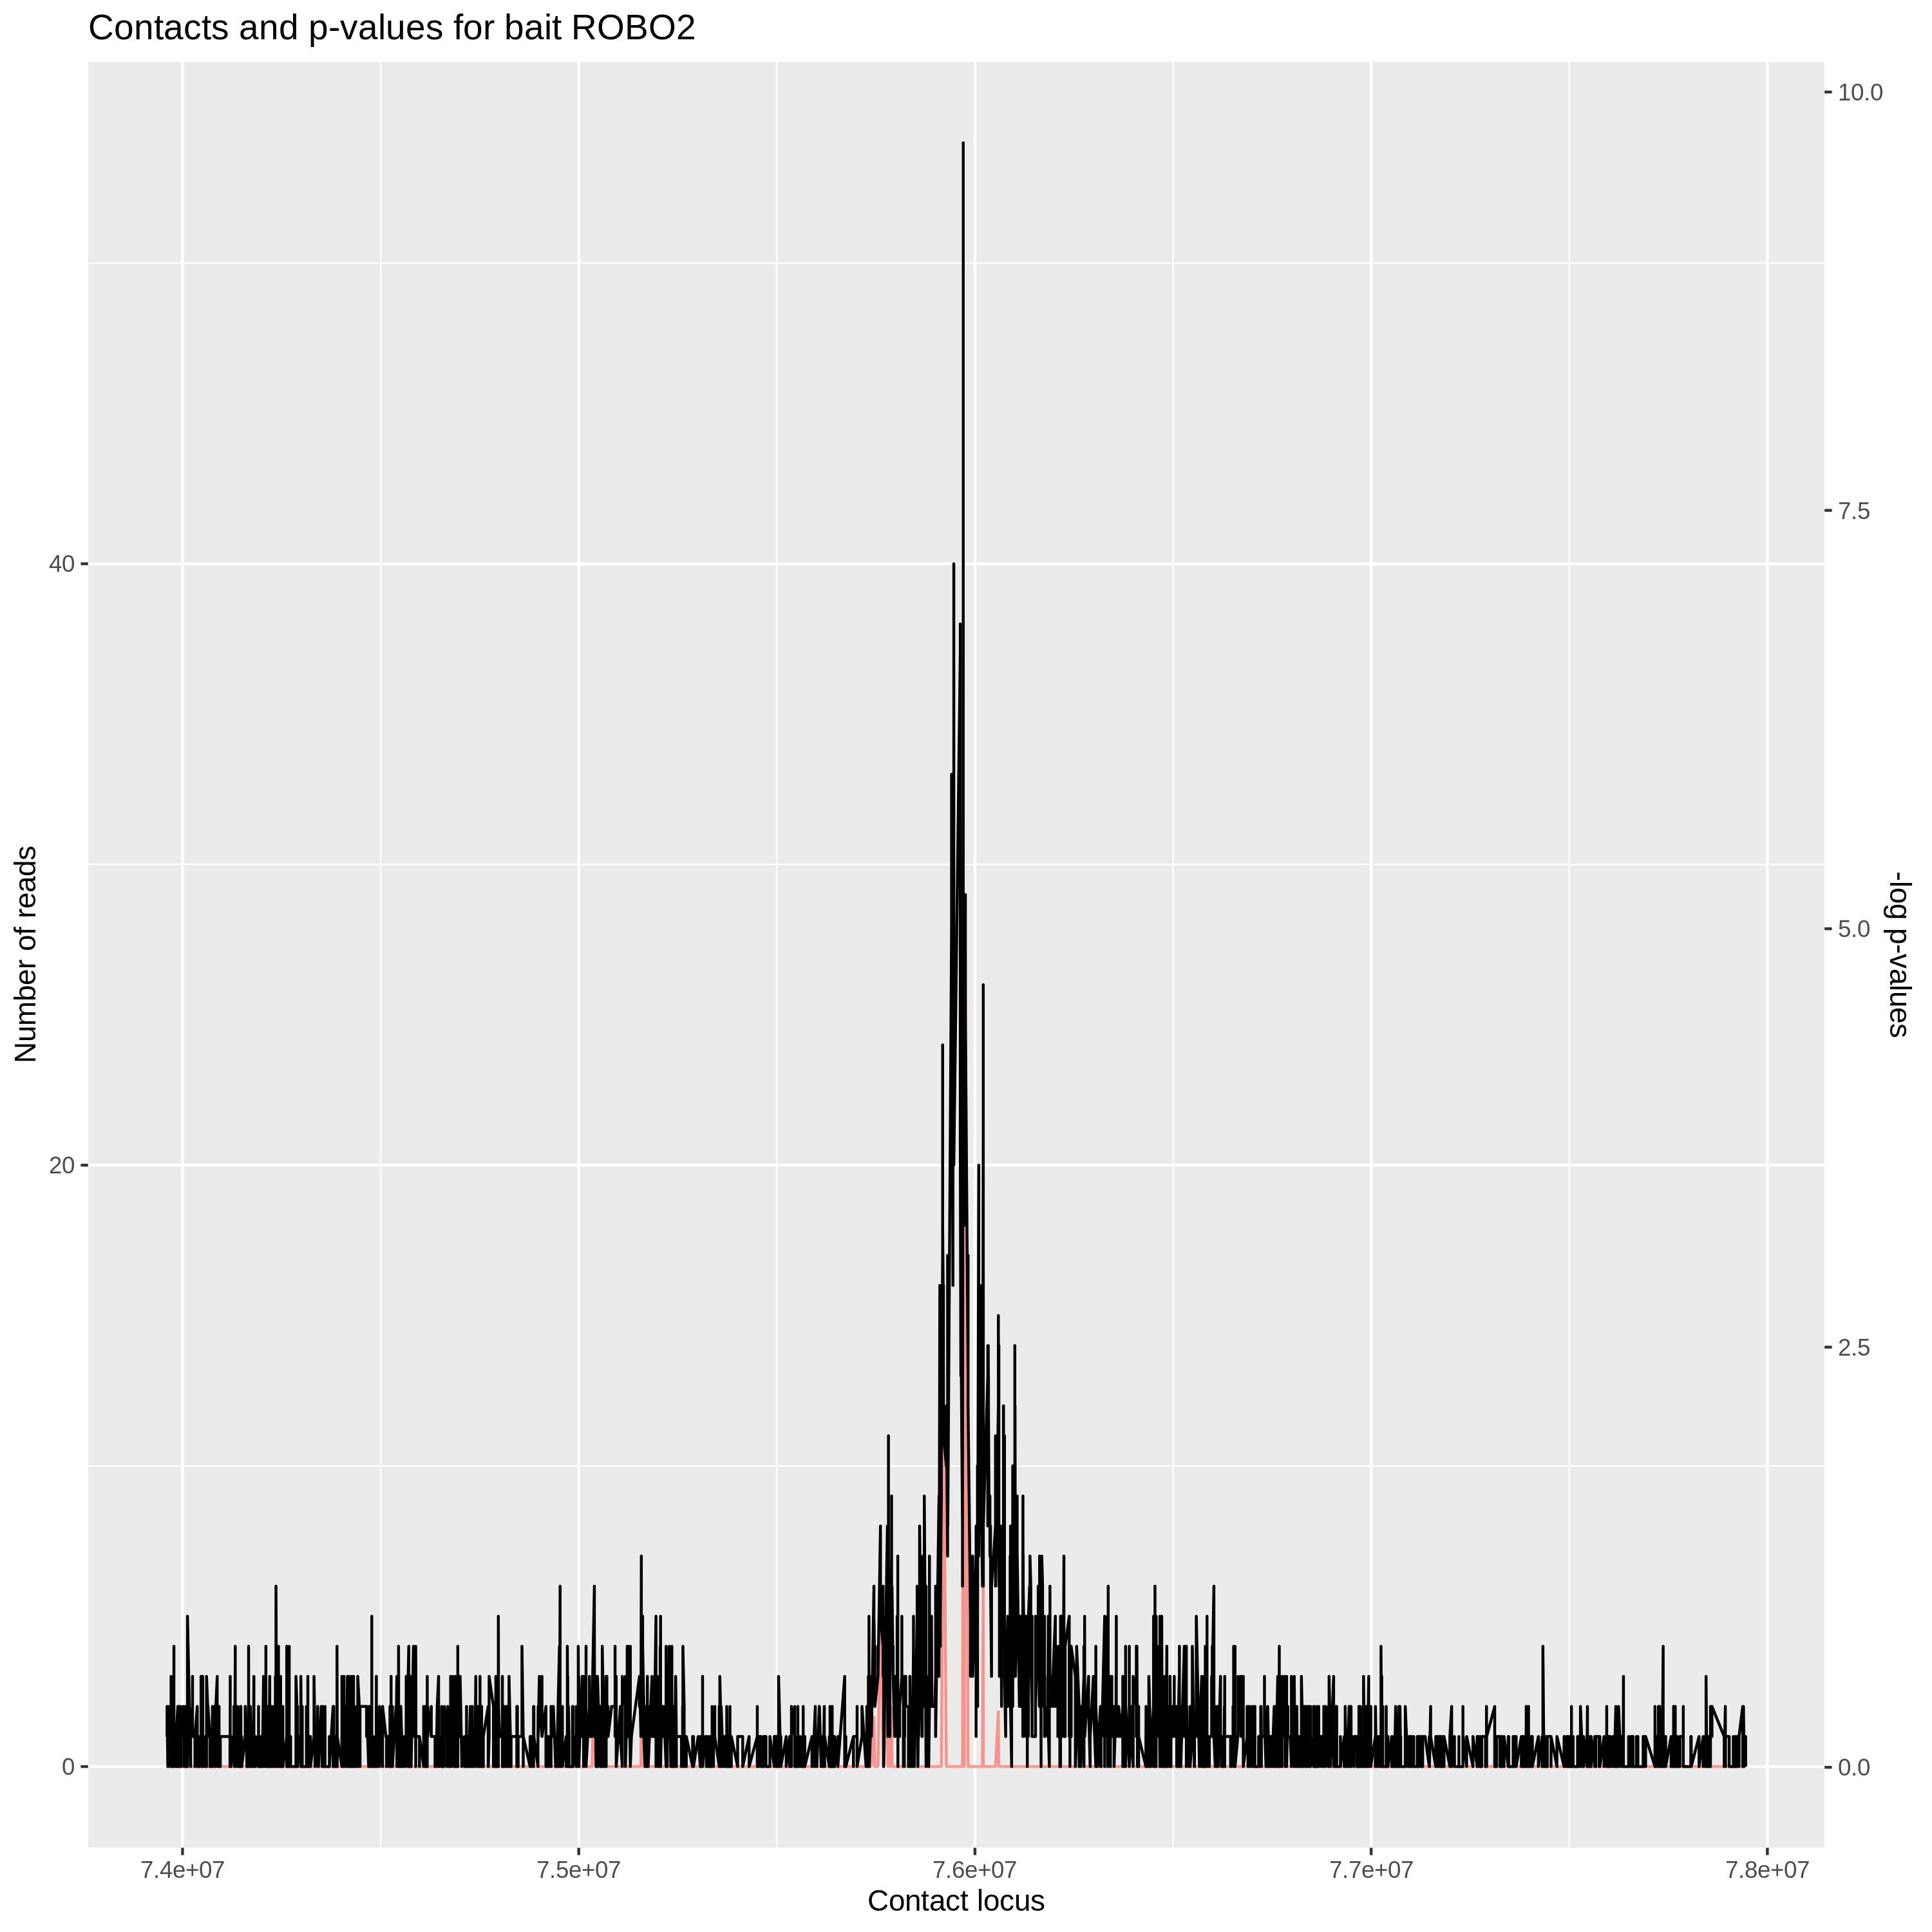 Contacts and p-values for bait ROBO2
10.0
7.5
40
5.0
Number of reads
-log p-values
20
2.5
0
0.0
7.4e+07 7.5e+07 7.6e+07 7.7e+07 7.8e+07
Contact locus